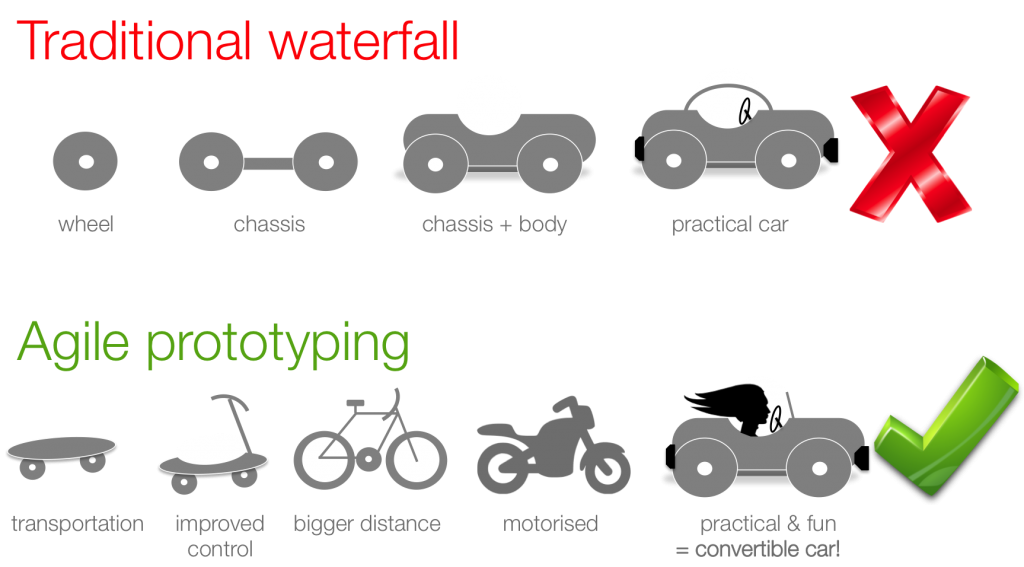 Traditional waterfall
wheel
chassis
chassis + body
practical car
Agile prototyping
transportation
improved
control
bigger distance
motorised
practical & fun
= convertible car!